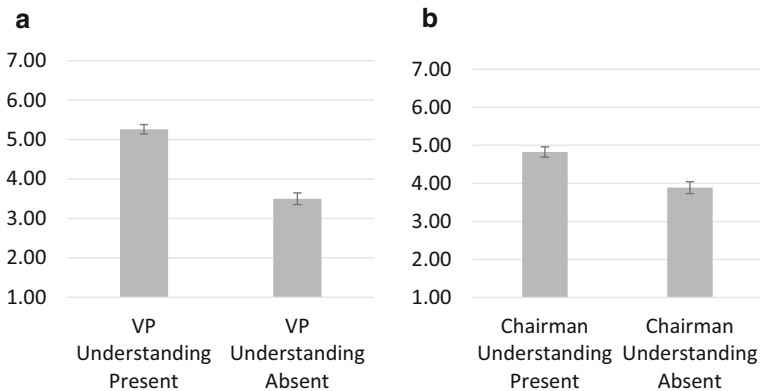 a
7.00
6.00
5.00
4.00
3.00
2.00
1.00
VP
Understanding
Present
VP
Understanding
Absent
b
7.00
6.00
5.00
4.00
3.00
2.00
1.00
Chairman
Understanding
Present
Chairman
Understanding
Absent